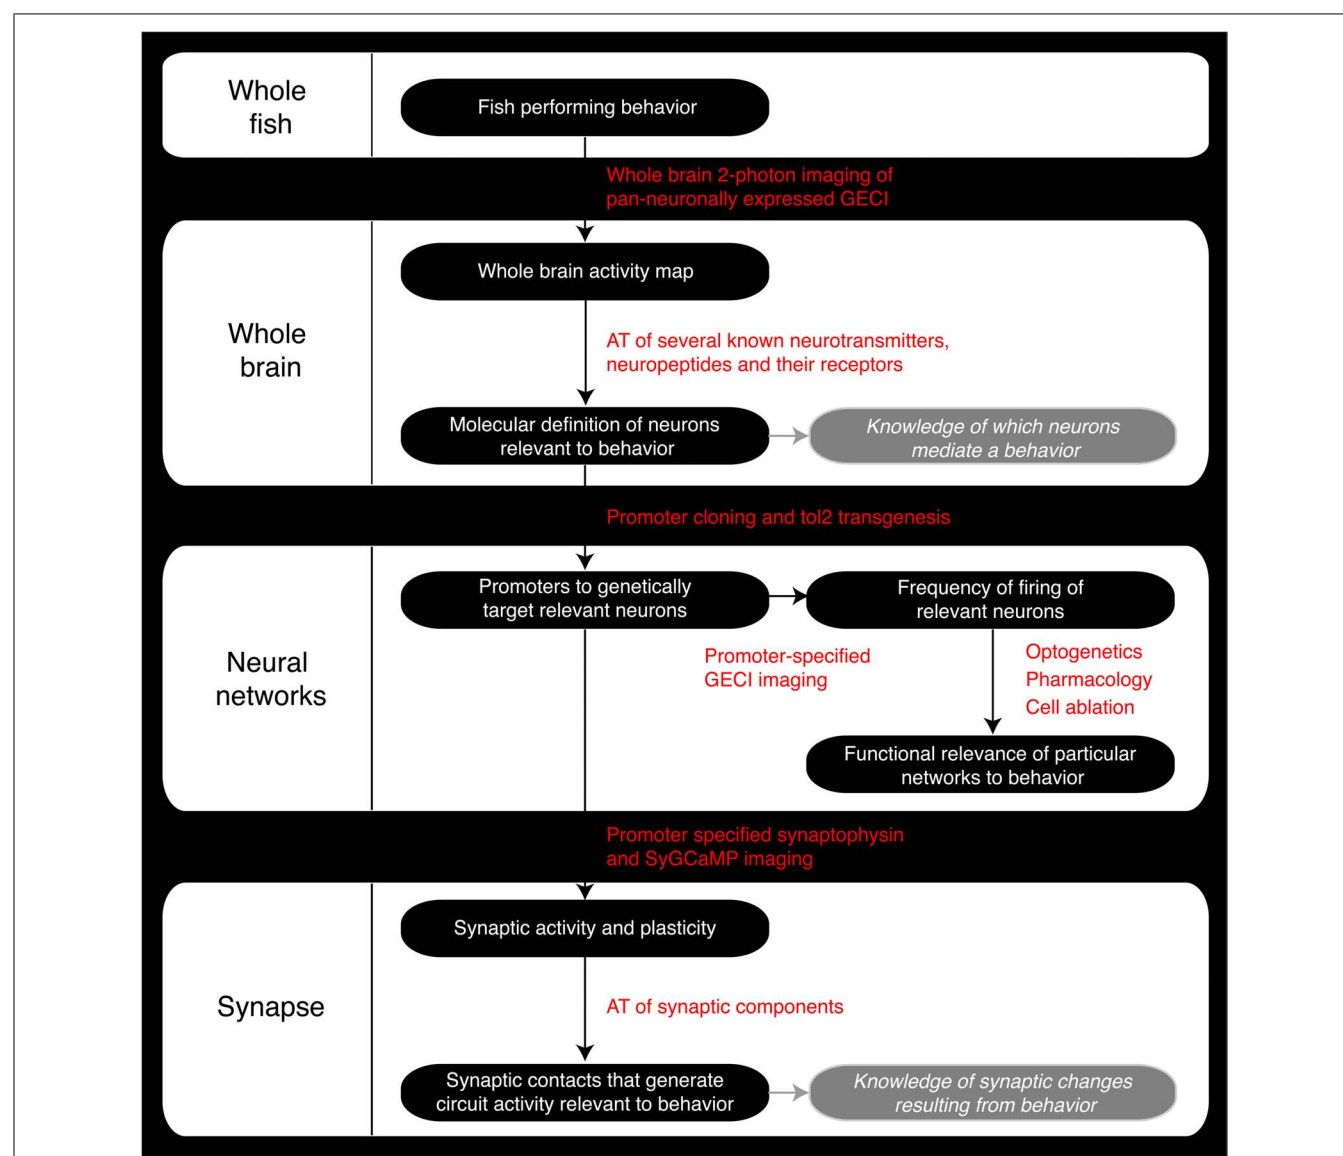 Whole
fish
Fish performing behavior
Whole brain 2-photon imaging of
pan-neuronally expressed GECI
Whole
brain
Whole brain activity map
AT of several known neurotransmitters,
neuropeptides and their receptors
Molecular definition of neurons
relevant to behavior
Knowledge of which neurons
mediate a behavior
Promoter cloning and tol2 transgenesis
Neural
networks
Promoters to genetically
target relevant neurons
Frequency of firing of
relevant neurons
Promoter-specified
GECI imaging
Optogenetics
Pharmacology
Cell ablation
Functional relevance of particular
networks to behavior
Promoter specified synaptophysin
and SyGCaMP imaging
Synapse
Synaptic activity and plasticity
AT of synaptic components
Synaptic contacts that generate
circuit activity relevant to behavior
Knowledge of synaptic changes
resulting from behavior